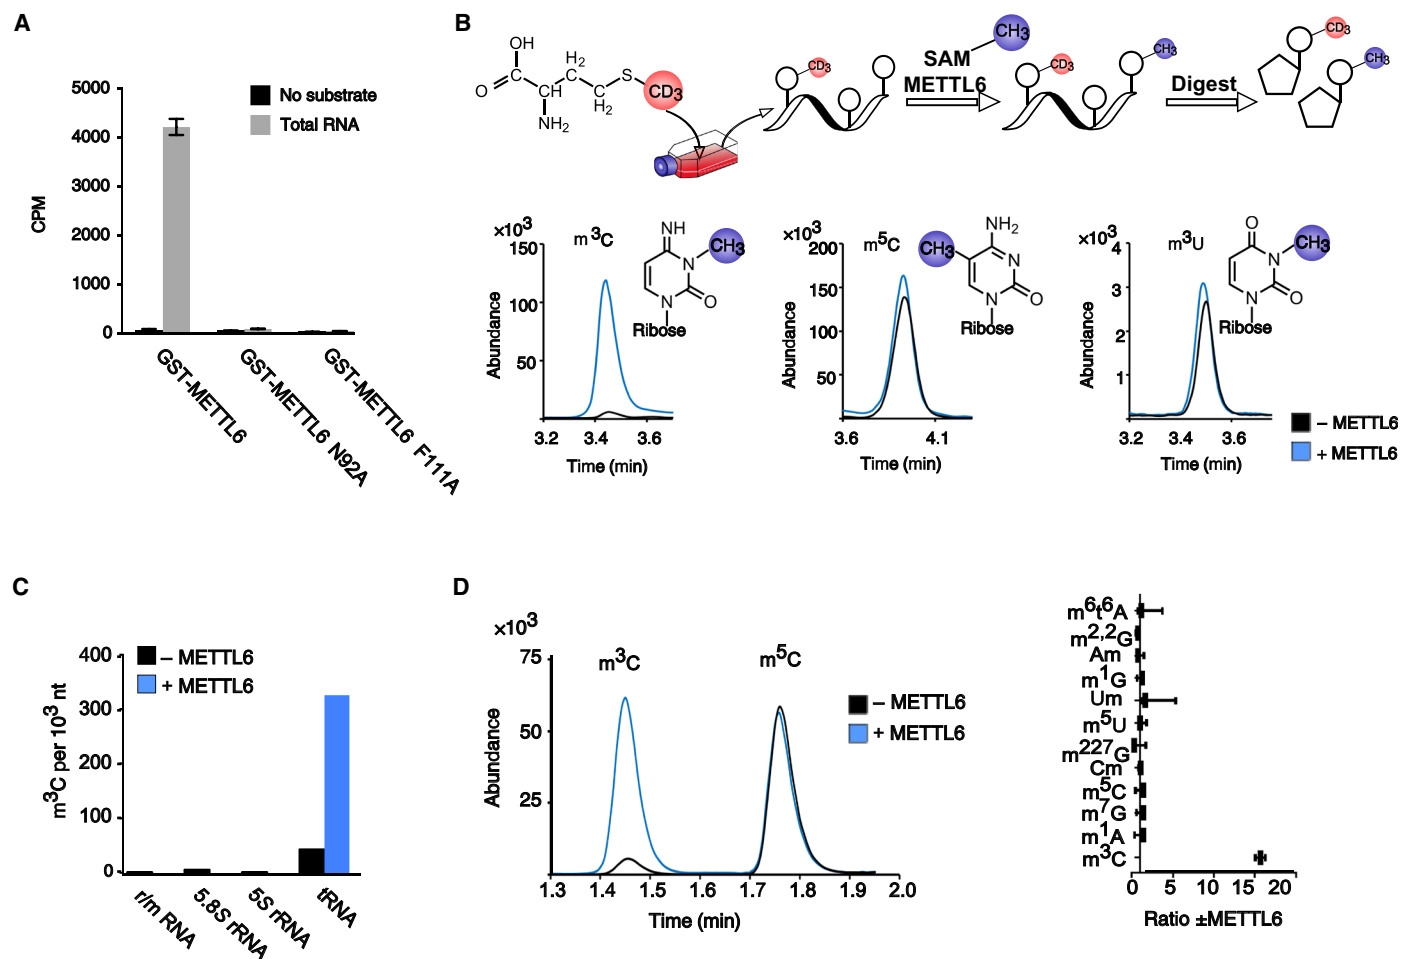 A
5000
4000
3000
2000
1000
0
CPM
No substrate
Total RNA
GST-METTL6
GST-METTL6 N92A
GST-METTL6 F111A
B
OH
O
CH
NH2
H2
C
C
H2
S
CD3
CD3
SAM
CH3
METTL6
CD3
CH3
Digest
CD3
CH3
×10³
150
100
50
Abundance
m³C
NH
N
CH3
N
O
Ribose
3.2 3.4 3.6
Time (min)
×10³
200
150
100
50
Abundance
m⁵C
NH2
CH3
N
N
O
Ribose
3.6 4.1
Time (min)
×10³
4
3
2
1
Abundance
m³U
O
N
CH3
N
O
Ribose
3.2 3.4 3.6
Time (min)
– METTL6
+ METTL6
C
400
300
200
100
0
m³C per 10³ nt
– METTL6
+ METTL6
r/m RNA
5.8S rRNA
5S rRNA
tRNA
D
×10³
75
50
25
Abundance
m³C
m⁵C
– METTL6
+ METTL6
1.3 1.4 1.5 1.6 1.7 1.8 1.9 2.0
Time (min)
m⁶t⁶A
m²,²G
Am
m¹G
Um
m⁵U
m²²⁷G
Cm
m⁵C
m⁷G
m¹A
m³C
0 5 10 15 20
Ratio ±METTL6